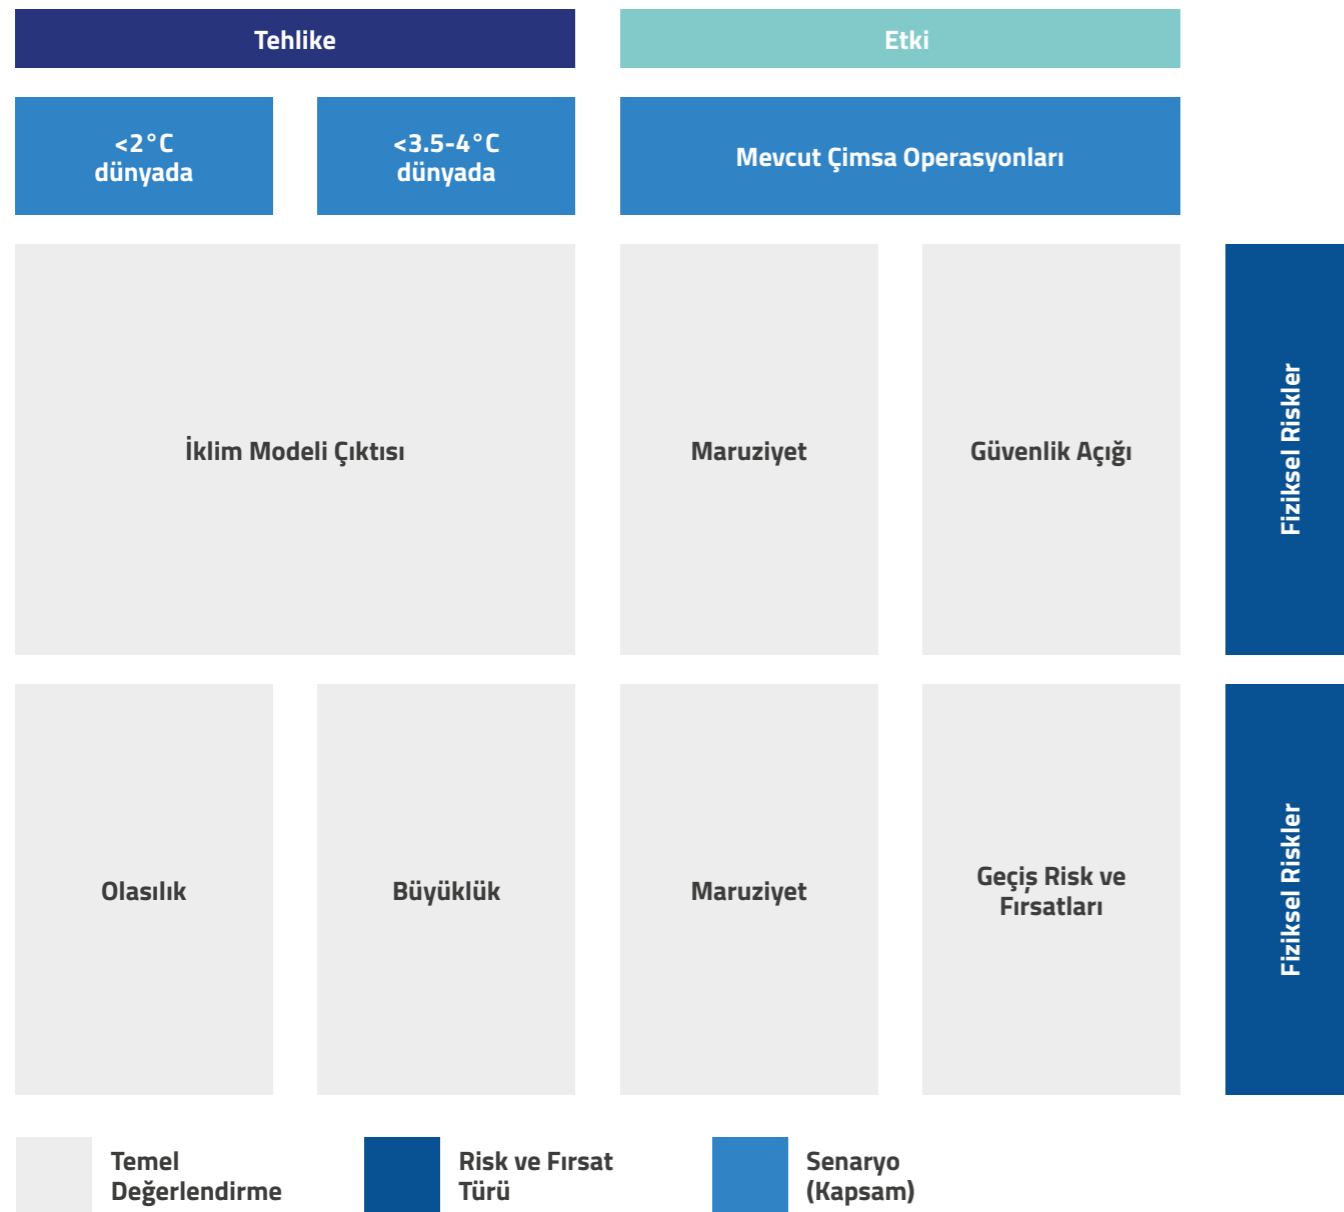 Tehlike
Etki
<2°C
dünyada
<3.5-4°C
dünyada
Mevcut Çimsa Operasyonları
İklim Modeli Çıktısı
Maruziyet
Güvenlik Açığı
Fiziksel Riskler
Olasılık
Büyüklük
Maruziyet
Geçiş Risk ve
Fırsatları
Fiziksel Riskler
Temel
Değerlendirme
Risk ve Fırsat
Türü
Senaryo
(Kapsam)